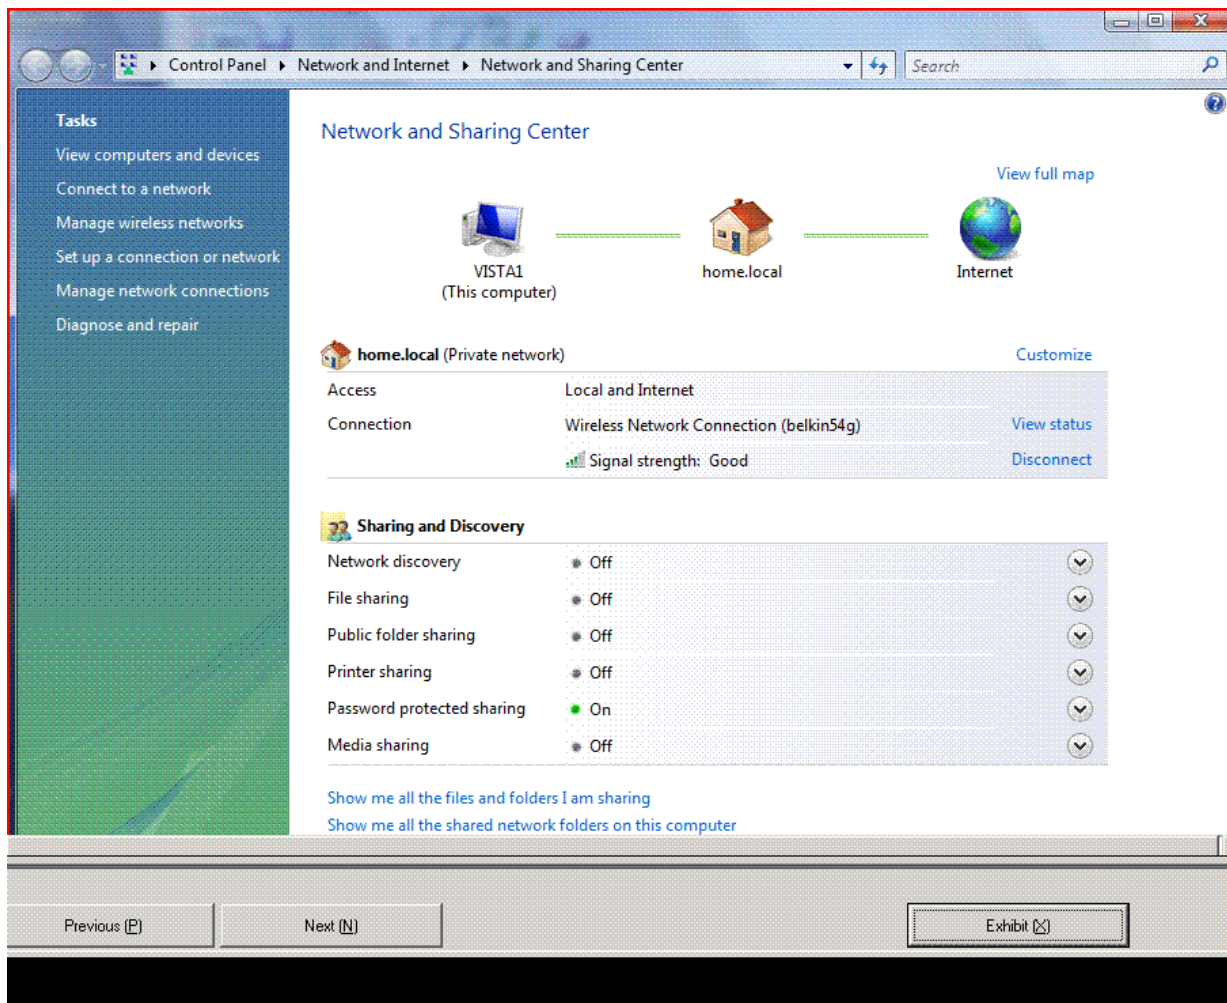 Control Panel Network and Internet Network and Sharing Center Search
Tasks
View computers and devices
Connect to a network
Manage wireless networks
Set up a connection or network
Manage network connections
Diagnose and repair
Network and Sharing Center
View full map
VISTA1
(This computer)
home.local
Internet
home.local (Private network) Customize
Access Local and Internet
Connection Wireless Network Connection (belkin54g) View status
Signal strength: Good Disconnect
Sharing and Discovery
Network discovery Off
File sharing Off
Public folder sharing Off
Printer sharing Off
Password protected sharing On
Media sharing Off
Show me all the files and folders I am sharing
Show me all the shared network folders on this computer
Previous (P) Next (N) Exhibit (X)